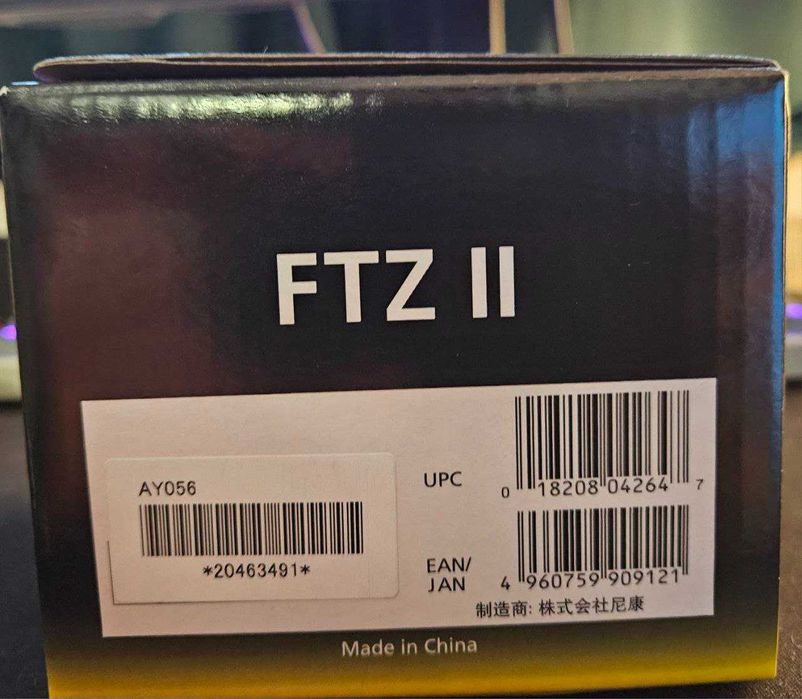 FTZ II
AY056
*20463491*
UPC
0 18208 04264 7
EAN/
JAN
4 960759 909121
制造商: 株式会社尼康
Made in China